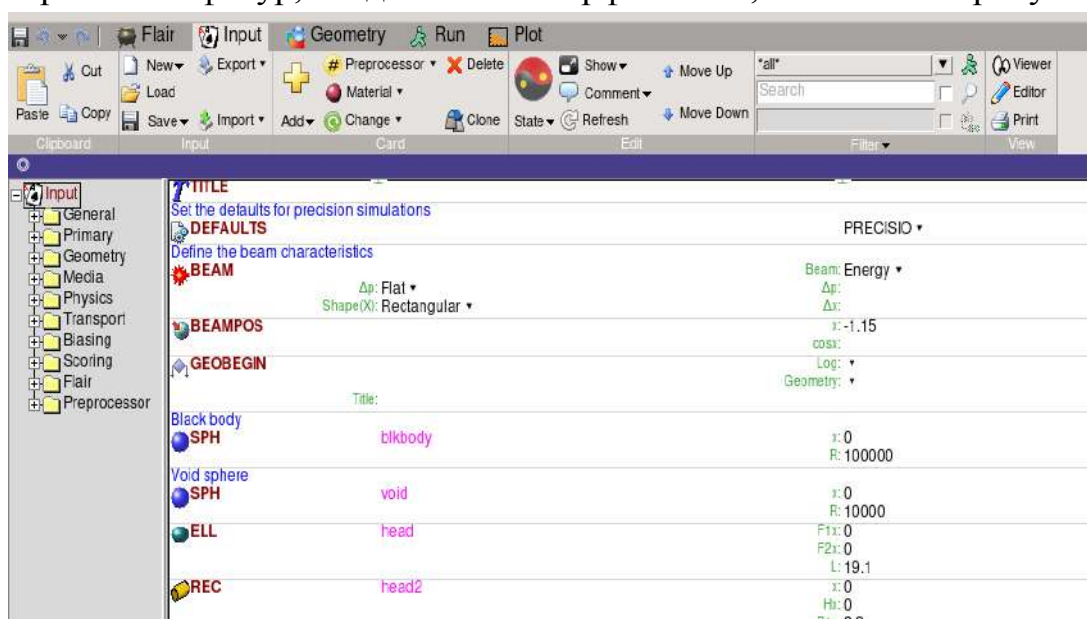 Flair Input Geometry Run Plot
Cut New Export Preprocessor Delete Show Move Up *all* Viewer
Load Material Comment Search Editor
Paste Copy Save Import Add Change Clone State Refresh Move Down Print
Clipboard Input Card Edit Filter View
Input
General
Primary
Geometry
Media
Physics
Transport
Biasing
Scoring
Flair
Preprocessor
TITLE
Set the defaults for precision simulations
DEFAULTS PRECISIO
Define the beam characteristics
BEAM Beam: Energy
Δp: Flat Δp:
Shape(X): Rectangular Δx:
BEAMPOS x: -1.15
cosx:
GEOBEGIN Log:
Geometry:
Title:
Black body
SPH blkbody x: 0
R: 100000
Void sphere
SPH void x: 0
R: 10000
ELL head F1x: 0
F2x: 0
L: 19.1
REC head2 x: 0
Hx: 0